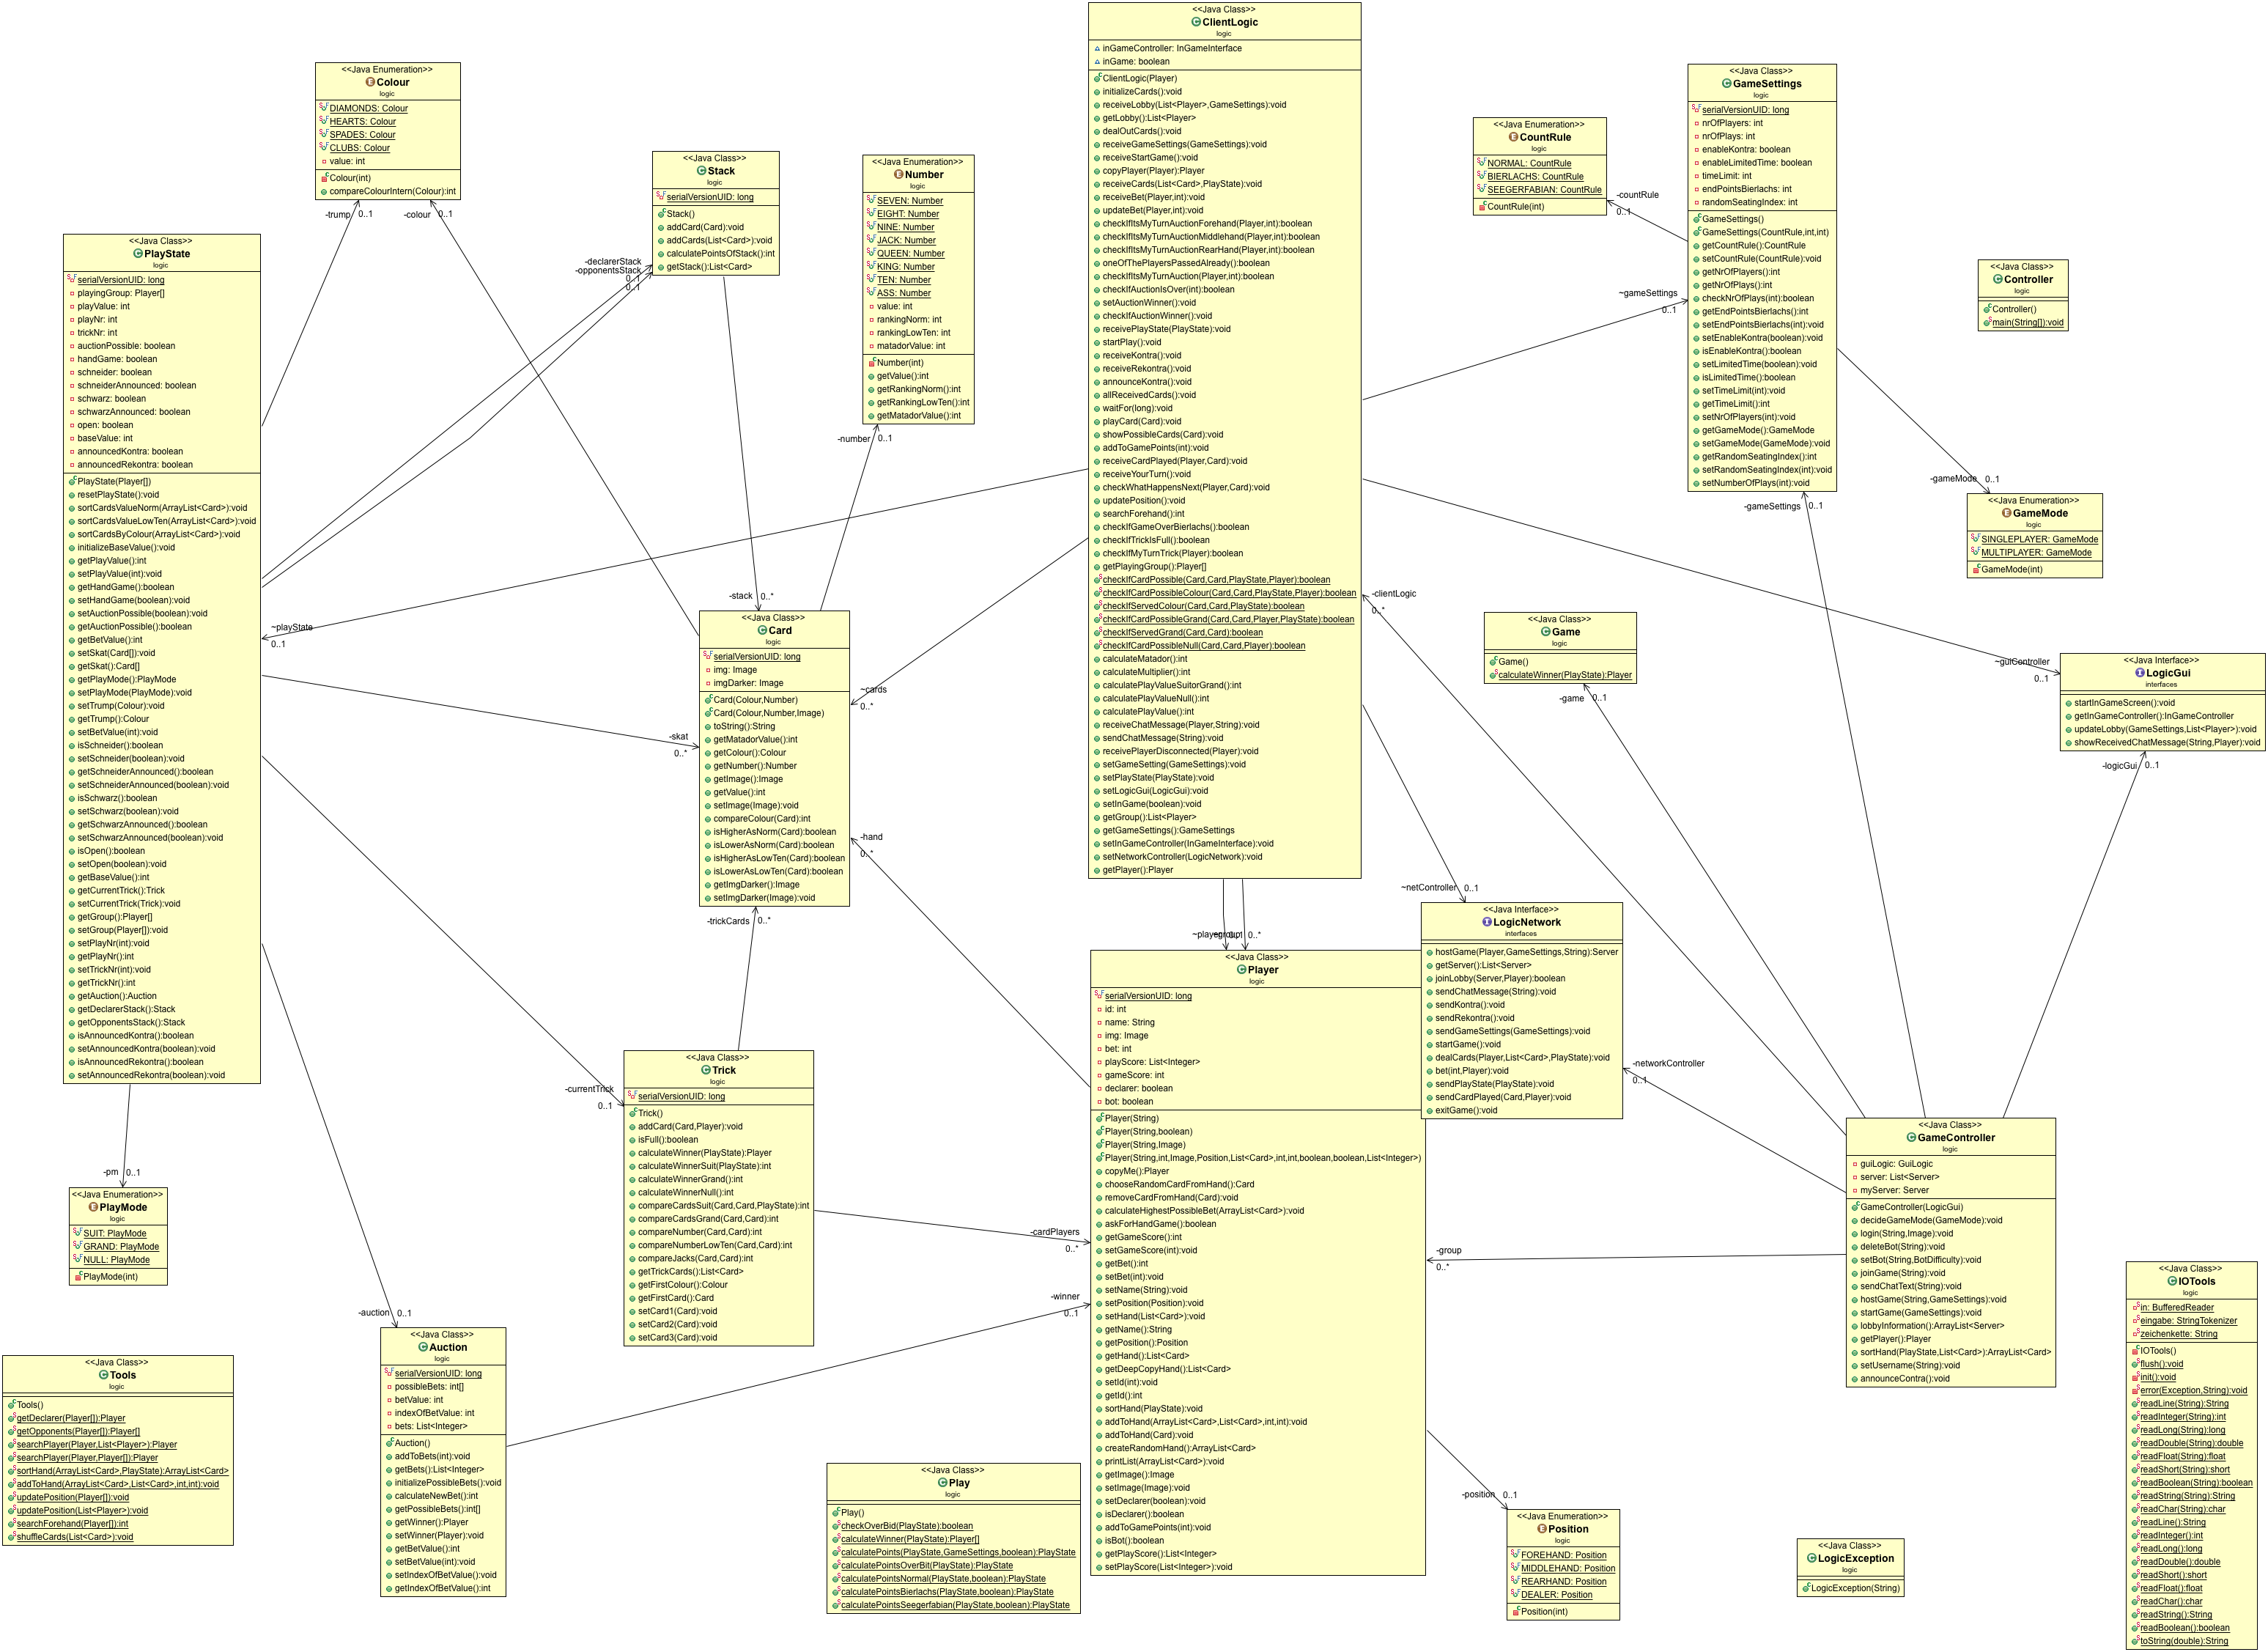 <<Java Class>>
ClientLogic
logic
inGameController: InGameInterface
inGame: boolean
ClientLogic(Player)
initializeCards():void
receiveLobby(List<Player>,GameSettings):void
getLobby():List<Player>
dealOutCards():void
receiveGameSettings(GameSettings):void
receiveStartGame():void
copyPlayer(Player):Player
receiveCards(List<Card>,PlayState):void
receiveBet(Player,int):void
updateBet(Player,int):void
checkIfItsMyTurnAuctionForehand(Player,int):boolean
checkIfItsMyTurnAuctionMiddlehand(Player,int):boolean
checkIfItsMyTurnAuctionRearHand(Player,int):boolean
oneOfThePlayersPassedAlready():boolean
checkIfItsMyTurnAuction(Player,int):boolean
checkIfAuctionIsOver(int):boolean
setAuctionWinner():void
checkIfAuctionWinner():void
receivePlayState(PlayState):void
startPlay():void
receiveKontra():void
receiveRekontra():void
announceKontra():void
allReceivedCards():void
waitFor(long):void
playCard(Card):void
showPossibleCards(Card):void
addToGamePoints(int):void
receiveCardPlayed(Player,Card):void
receiveYourTurn():void
checkWhatHappensNext(Player,Card):void
updatePosition():void
searchForehand():int
checkIfGameOverBierlachs():boolean
checkIfTrickIsFull():boolean
checkIfMyTurnTrick(Player):boolean
getPlayingGroup():Player[]
checkIfCardPossible(Card,Card,PlayState,Player):boolean
checkIfCardPossibleColour(Card,Card,PlayState,Player):boolean
checkIfServedColour(Card,Card,PlayState):boolean
checkIfCardPossibleGrand(Card,Card,Player,PlayState):boolean
checkIfServedGrand(Card,Card):boolean
checkIfCardPossibleNull(Card,Card,Player):boolean
calculateMatador():int
calculateMultiplier():int
calculatePlayValueSuitorGrand():int
calculatePlayValueNull():int
calculatePlayValue():int
receiveChatMessage(Player,String):void
sendChatMessage(String):void
receivePlayerDisconnected(Player):void
setGameSetting(GameSettings):void
setPlayState(PlayState):void
setLogicGui(LogicGui):void
setInGame(boolean):void
getGroup():List<Player>
getGameSettings():GameSettings
setInGameController(InGameInterface):void
setNetworkController(LogicNetwork):void
getPlayer():Player
<<Java Enumeration>>
Colour
logic
DIAMONDS: Colour
HEARTS: Colour
SPADES: Colour
CLUBS: Colour
value: int
Colour(int)
compareColourIntern(Colour):int
-trump 0..1
-colour 0..1
<<Java Class>>
Stack
logic
serialVersionUID: long
Stack()
addCard(Card):void
addCards(List<Card>):void
calculatePointsOfStack():int
getStack():List<Card>
-declarerStack
-opponentsStack
0..1
0..1
<<Java Enumeration>>
Number
logic
SEVEN: Number
EIGHT: Number
NINE: Number
JACK: Number
QUEEN: Number
KING: Number
TEN: Number
ASS: Number
value: int
rankingNorm: int
rankingLowTen: int
matadorValue: int
Number(int)
getValue():int
getRankingNorm():int
getRankingLowTen():int
getMatadorValue():int
-number 0..1
<<Java Enumeration>>
CountRule
logic
NORMAL: CountRule
BIERLACHS: CountRule
SEEGERFABIAN: CountRule
CountRule(int)
-countRule
0..1
<<Java Class>>
GameSettings
logic
serialVersionUID: long
nrOfPlayers: int
nrOfPlays: int
enableKontra: boolean
enableLimitedTime: boolean
timeLimit: int
endPointsBierlachs: int
randomSeatingIndex: int
GameSettings()
GameSettings(CountRule,int,int)
getCountRule():CountRule
setCountRule(CountRule):void
getNrOfPlayers():int
getNrOfPlays():int
checkNrOfPlays(int):boolean
getEndPointsBierlachs():int
setEndPointsBierlachs(int):void
setEnableKontra(boolean):void
isEnableKontra():boolean
setLimitedTime(boolean):void
isLimitedTime():boolean
setTimeLimit(int):void
getTimeLimit():int
setNrOfPlayers(int):void
getGameMode():GameMode
setGameMode(GameMode):void
getRandomSeatingIndex():int
setRandomSeatingIndex(int):void
setNumberOfPlays(int):void
~gameSettings
0..1
-gameSettings 0..1
<<Java Class>>
Controller
logic
Controller()
main(String[]):void
-gameMode 0..1
<<Java Enumeration>>
GameMode
logic
SINGLEPLAYER: GameMode
MULTIPLAYER: GameMode
GameMode(int)
<<Java Class>>
PlayState
logic
serialVersionUID: long
playingGroup: Player[]
playValue: int
playNr: int
trickNr: int
auctionPossible: boolean
handGame: boolean
schneider: boolean
schneiderAnnounced: boolean
schwarz: boolean
schwarzAnnounced: boolean
open: boolean
baseValue: int
announcedKontra: boolean
announcedRekontra: boolean
PlayState(Player[])
resetPlayState():void
sortCardsValueNorm(ArrayList<Card>):void
sortCardsValueLowTen(ArrayList<Card>):void
sortCardsByColour(ArrayList<Card>):void
initializeBaseValue():void
getPlayValue():int
setPlayValue(int):void
getHandGame():boolean
setHandGame(boolean):void
setAuctionPossible(boolean):void
getAuctionPossible():boolean
getBetValue():int
setSkat(Card[]):void
getSkat():Card[]
getPlayMode():PlayMode
setPlayMode(PlayMode):void
setTrump(Colour):void
getTrump():Colour
setBetValue(int):void
isSchneider():boolean
setSchneider(boolean):void
getSchneiderAnnounced():boolean
setSchneiderAnnounced(boolean):void
isSchwarz():boolean
setSchwarz(boolean):void
getSchwarzAnnounced():boolean
setSchwarzAnnounced(boolean):void
isOpen():boolean
setOpen(boolean):void
getBaseValue():int
getCurrentTrick():Trick
setCurrentTrick(Trick):void
getGroup():Player[]
setGroup(Player[]):void
setPlayNr(int):void
getPlayNr():int
setTrickNr(int):void
getTrickNr():int
getAuction():Auction
getDeclarerStack():Stack
getOpponentsStack():Stack
isAnnouncedKontra():boolean
setAnnouncedKontra(boolean):void
isAnnouncedRekontra():boolean
setAnnouncedRekontra(boolean):void
~playState
0..1
-stack 0..*
<<Java Class>>
Card
logic
serialVersionUID: long
img: Image
imgDarker: Image
Card(Colour,Number)
Card(Colour,Number,Image)
toString():String
getMatadorValue():int
getColour():Colour
getNumber():Number
getImage():Image
getValue():int
setImage(Image):void
compareColour(Card):int
isHigherAsNorm(Card):boolean
isLowerAsNorm(Card):boolean
isHigherAsLowTen(Card):boolean
isLowerAsLowTen(Card):boolean
getImgDarker():Image
setImgDarker(Image):void
-skat
0..*
~cards
0..*
-hand
0..*
-trickCards 0..*
-clientLogic
0..*
<<Java Class>>
Game
logic
Game()
calculateWinner(PlayState):Player
-game 0..1
~guiController
0..1
<<Java Interface>>
LogicGui
interfaces
startInGameScreen():void
getInGameController():InGameController
updateLobby(GameSettings,List<Player>):void
showReceivedChatMessage(String,Player):void
-logicGui 0..1
~netController 0..1
<<Java Interface>>
LogicNetwork
interfaces
hostGame(Player,GameSettings,String):Server
getServer():List<Server>
joinLobby(Server,Player):boolean
sendChatMessage(String):void
sendKontra():void
sendRekontra():void
sendGameSettings(GameSettings):void
startGame():void
dealCards(Player,List<Card>,PlayState):void
bet(int,Player):void
sendPlayState(PlayState):void
sendCardPlayed(Card,Player):void
exitGame():void
-networkController
0..1
0..*
<<Java Class>>
Player
logic
serialVersionUID: long
id: int
name: String
img: Image
bet: int
playScore: List<Integer>
gameScore: int
declarer: boolean
bot: boolean
Player(String)
Player(String,boolean)
Player(String,Image)
Player(String,int,Image,Position,List<Card>,int,int,boolean,boolean,List<Integer>)
copyMe():Player
chooseRandomCardFromHand():Card
removeCardFromHand(Card):void
calculateHighestPossibleBet(ArrayList<Card>):void
askForHandGame():boolean
getGameScore():int
setGameScore(int):void
getBet():int
setBet(int):void
setName(String):void
setPosition(Position):void
setHand(List<Card>):void
getName():String
getPosition():Position
getHand():List<Card>
getDeepCopyHand():List<Card>
setId(int):void
getId():int
sortHand(PlayState):void
addToHand(ArrayList<Card>,List<Card>,int,int):void
addToHand(Card):void
createRandomHand():ArrayList<Card>
printList(ArrayList<Card>):void
getImage():Image
setImage(Image):void
setDeclarer(boolean):void
isDeclarer():boolean
addToGamePoints(int):void
isBot():boolean
getPlayScore():List<Integer>
setPlayScore(List<Integer>):void
-currentTrick
0..1
<<Java Class>>
Trick
logic
serialVersionUID: long
Trick()
addCard(Card,Player):void
isFull():boolean
calculateWinner(PlayState):Player
calculateWinnerSuit(PlayState):int
calculateWinnerGrand():int
calculateWinnerNull():int
compareCardsSuit(Card,Card,PlayState):int
compareCardsGrand(Card,Card):int
compareNumber(Card,Card):int
compareNumberLowTen(Card,Card):int
compareJacks(Card,Card):int
getTrickCards():List<Card>
getFirstColour():Colour
getFirstCard():Card
setCard1(Card):void
setCard2(Card):void
setCard3(Card):void
-cardPlayers
0..*
-winner
0..1
-group
0..*
<<Java Class>>
GameController
logic
guiLogic: GuiLogic
server: List<Server>
myServer: Server
GameController(LogicGui)
decideGameMode(GameMode):void
login(String,Image):void
deleteBot(String):void
setBot(String,BotDifficulty):void
joinGame(String):void
sendChatText(String):void
hostGame(String,GameSettings):void
startGame(GameSettings):void
lobbyInformation():ArrayList<Server>
getPlayer():Player
sortHand(PlayState,List<Card>):ArrayList<Card>
setUsername(String):void
announceContra():void
-pm 0..1
<<Java Enumeration>>
PlayMode
logic
SUIT: PlayMode
GRAND: PlayMode
NULL: PlayMode
PlayMode(int)
-auction 0..1
<<Java Class>>
Auction
logic
serialVersionUID: long
possibleBets: int[]
betValue: int
indexOfBetValue: int
bets: List<Integer>
Auction()
addToBets(int):void
getBets():List<Integer>
initializePossibleBets():void
calculateNewBet():int
getPossibleBets():int[]
getWinner():Player
setWinner(Player):void
getBetValue():int
setBetValue(int):void
setIndexOfBetValue():void
getIndexOfBetValue():int
<<Java Class>>
Tools
logic
Tools()
getDeclarer(Player[]):Player
getOpponents(Player[]):Player[]
searchPlayer(Player,List<Player>):Player
searchPlayer(Player,Player[]):Player
sortHand(ArrayList<Card>,PlayState):ArrayList<Card>
addToHand(ArrayList<Card>,List<Card>,int,int):void
updatePosition(Player[]):void
updatePosition(List<Player>):void
searchForehand(Player[]):int
shuffleCards(List<Card>):void
<<Java Class>>
Play
logic
Play()
checkOverBid(PlayState):boolean
calculateWinner(PlayState):Player[]
calculatePoints(PlayState,GameSettings,boolean):PlayState
calculatePointsOverBit(PlayState):PlayState
calculatePointsNormal(PlayState,boolean):PlayState
calculatePointsBierlachs(PlayState,boolean):PlayState
calculatePointsSeegerfabian(PlayState,boolean):PlayState
-position 0..1
<<Java Enumeration>>
Position
logic
FOREHAND: Position
MIDDLEHAND: Position
REARHAND: Position
DEALER: Position
Position(int)
<<Java Class>>
LogicException
logic
LogicException(String)
<<Java Class>>
IOTools
logic
in: BufferedReader
eingabe: StringTokenizer
zeichenkette: String
IOTools()
flush():void
init():void
error(Exception,String):void
readLine(String):String
readInteger(String):int
readLong(String):long
readDouble(String):double
readFloat(String):float
readShort(String):short
readBoolean(String):boolean
readString(String):String
readChar(String):char
readLine():String
readInteger():int
readLong():long
readDouble():double
readShort():short
readFloat():float
readChar():char
readString():String
readBoolean():boolean
toString(double):String